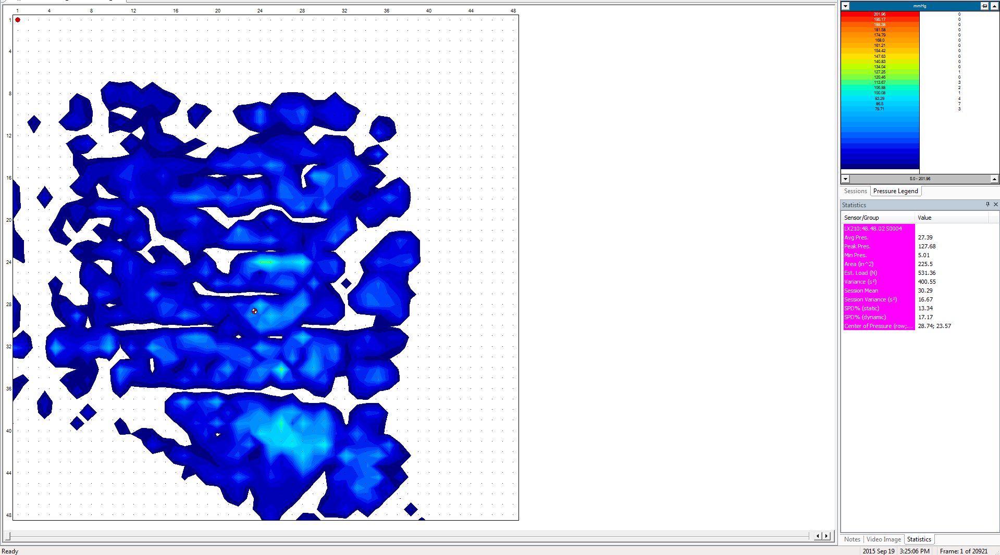 1 4 8 12 16 20 24 28 32 36 40 44 48
1
4
8
12
16
20
24
28
32
36
40
44
48
mmHg
201.96 0
195.17 0
188.38 0
181.58 0
174.79 0
168.0 0
161.21 0
154.42 0
147.63 0
140.83 0
134.04 0
127.25 1
120.46 0
113.67 3
106.88 2
100.08 1
93.29 4
86.5 7
79.71 3
5.0 - 201.96
Sessions Pressure Legend
Statistics
Sensor/Group Value
LX210:48.48.02 S0004
Avg Pres. 27.39
Peak Pres. 127.68
Min Pres. 5.01
Area (in^2) 225.5
Est. Load (N) 531.36
Variance (s²) 400.55
Session Mean 30.29
Session Variance (s²) 16.67
SPD% (static) 13.34
SPD% (dynamic) 17.17
Center of Pressure (row;... 28.74; 23.57
Notes Video Image Statistics
Ready 2015 Sep 19 3:25:06 PM Frame: 1 of 20921